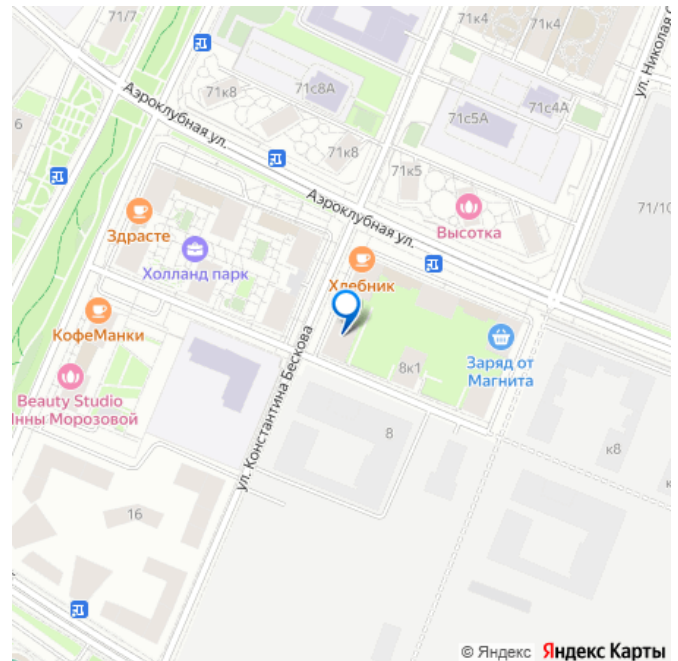 71/7
71к4
71к4
ул. Николая С
71к8
71с8А
71с4А
71с5А
Аэроклубная ул.
6
71к8
71к5
71/10
Аэроклубная ул.
Высотка
Здрасте
Холланд парк
Хлебник
КофеМанки
ул. Константина Бескова
8к1
Заряд от
Магнита
Beauty Studio
Инны Морозовой
8
к8
к
16
© Яндекс Яндекс Карты